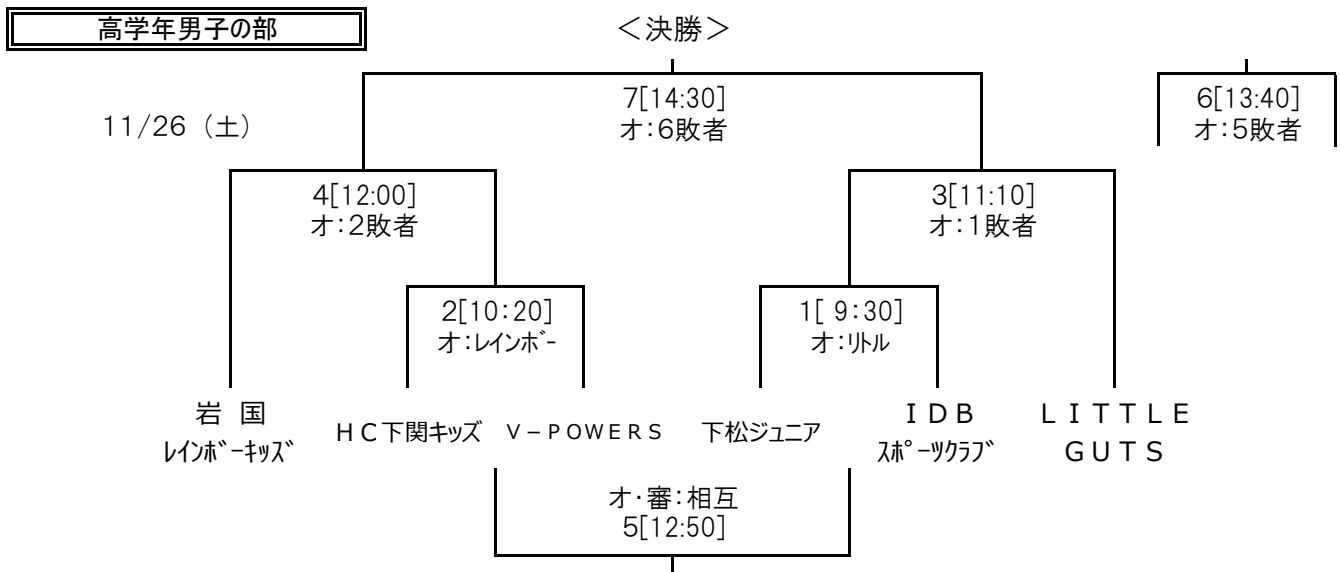 高学年男子の部
＜決勝＞
7[14:30]
オ：6敗者
6[13:40]
オ：5敗者
11/26（土）
4[12:00]
オ：2敗者
3[11:10]
オ：1敗者
2[10：20]
オ：ﾚｲﾝﾎﾞｰ
1[ 9：30]
オ：ﾘﾄﾙ
岩 国
ﾚｲﾝﾎﾞｰｷｯｽﾞ
ＨＣ下関キッズ
Ｖ－ＰＯＷＥＲＳ
下松ジュニア
ＩＤＢ
ｽﾎﾟｰﾂｸﾗﾌﾞ
ＬＩＴＴＬＥ
ＧＵＴＳ
オ・審：相互
5[12:50]